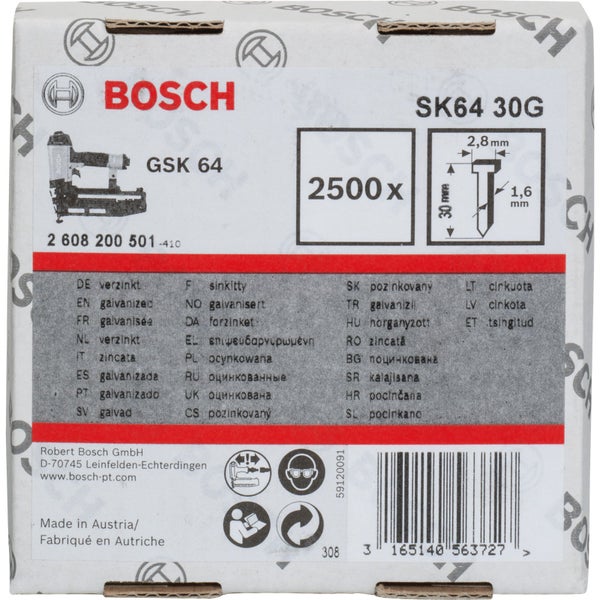 BOSCH
SK64 30G
GSK 64
2500 x
2,8 mm
30 mm
1,6 mm
2 608 200 501 -410
DE verzinkt
EN galvanized
FR galvanisée
NL verzinkt
IT zincata
ES galvanizada
PT galvanizado
SV galvad
FI sinkitty
NO galvanisert
DA forzinket
EL επιψευδαργυρωμένη
PL ocynkowana
RU оцинкованные
UK оцинкована
CS pozinkovaný
SK pozinkovaný
TR galvanizli
HU horganyzott
RO zincată
BG поцинкована
SR kalajisana
HR pocinčana
SL pocinkano
LT cinkuota
LV cinkota
ET tsingitud
Robert Bosch GmbH
D-70745 Leinfelden-Echterdingen
www.bosch-pt.com
59120091
Made in Austria/
Fabriqué en Autriche
308
3 165140 563727 >